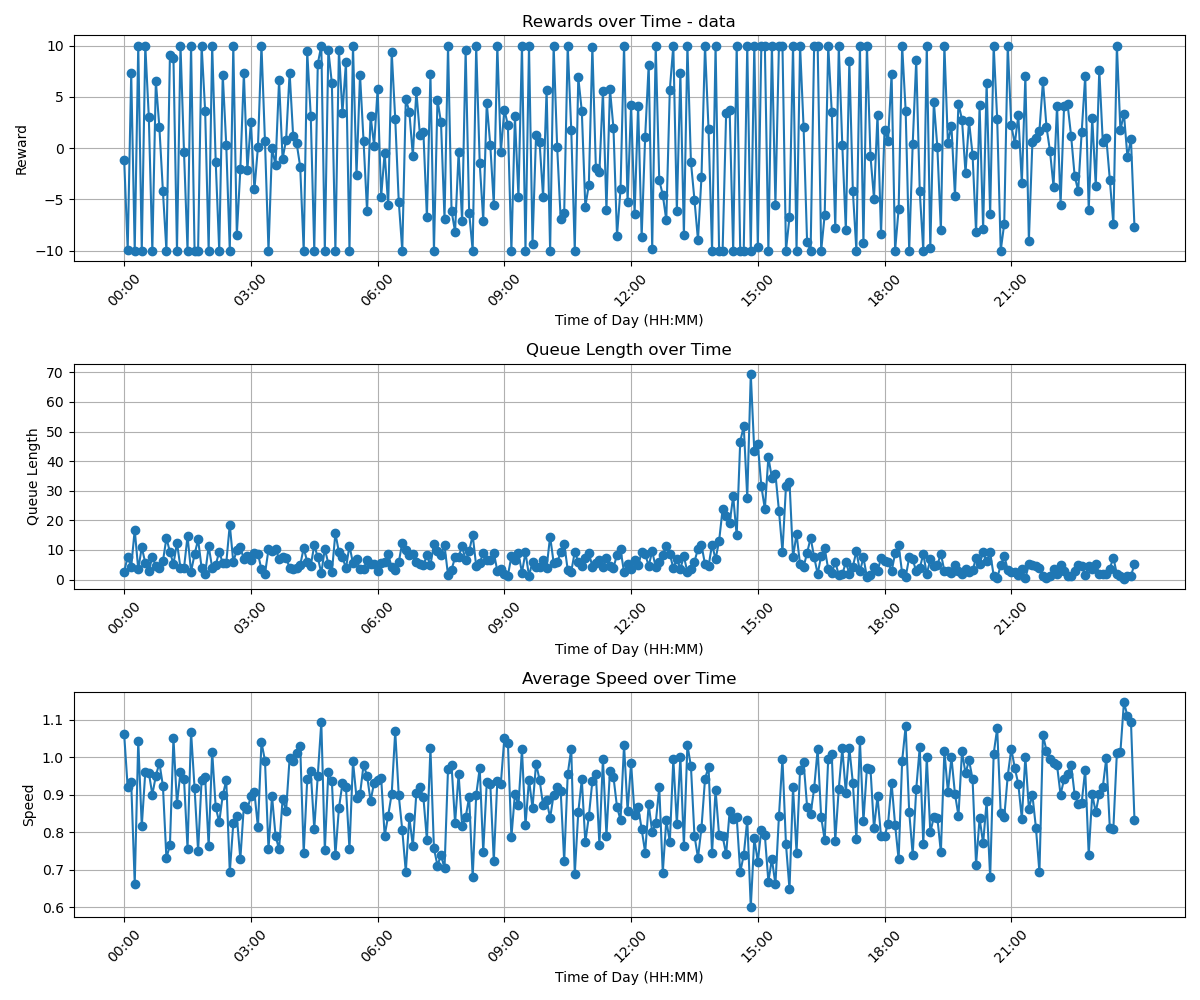 Rewards over Time - data
10
5
0
−5
−10
Reward
00:00 03:00 06:00 09:00 12:00 15:00 18:00 21:00
Time of Day (HH:MM)
Queue Length over Time
70
60
50
40
30
20
10
0
Queue Length
00:00 03:00 06:00 09:00 12:00 15:00 18:00 21:00
Time of Day (HH:MM)
Average Speed over Time
1.1
1.0
0.9
0.8
0.7
0.6
Speed
00:00 03:00 06:00 09:00 12:00 15:00 18:00 21:00
Time of Day (HH:MM)